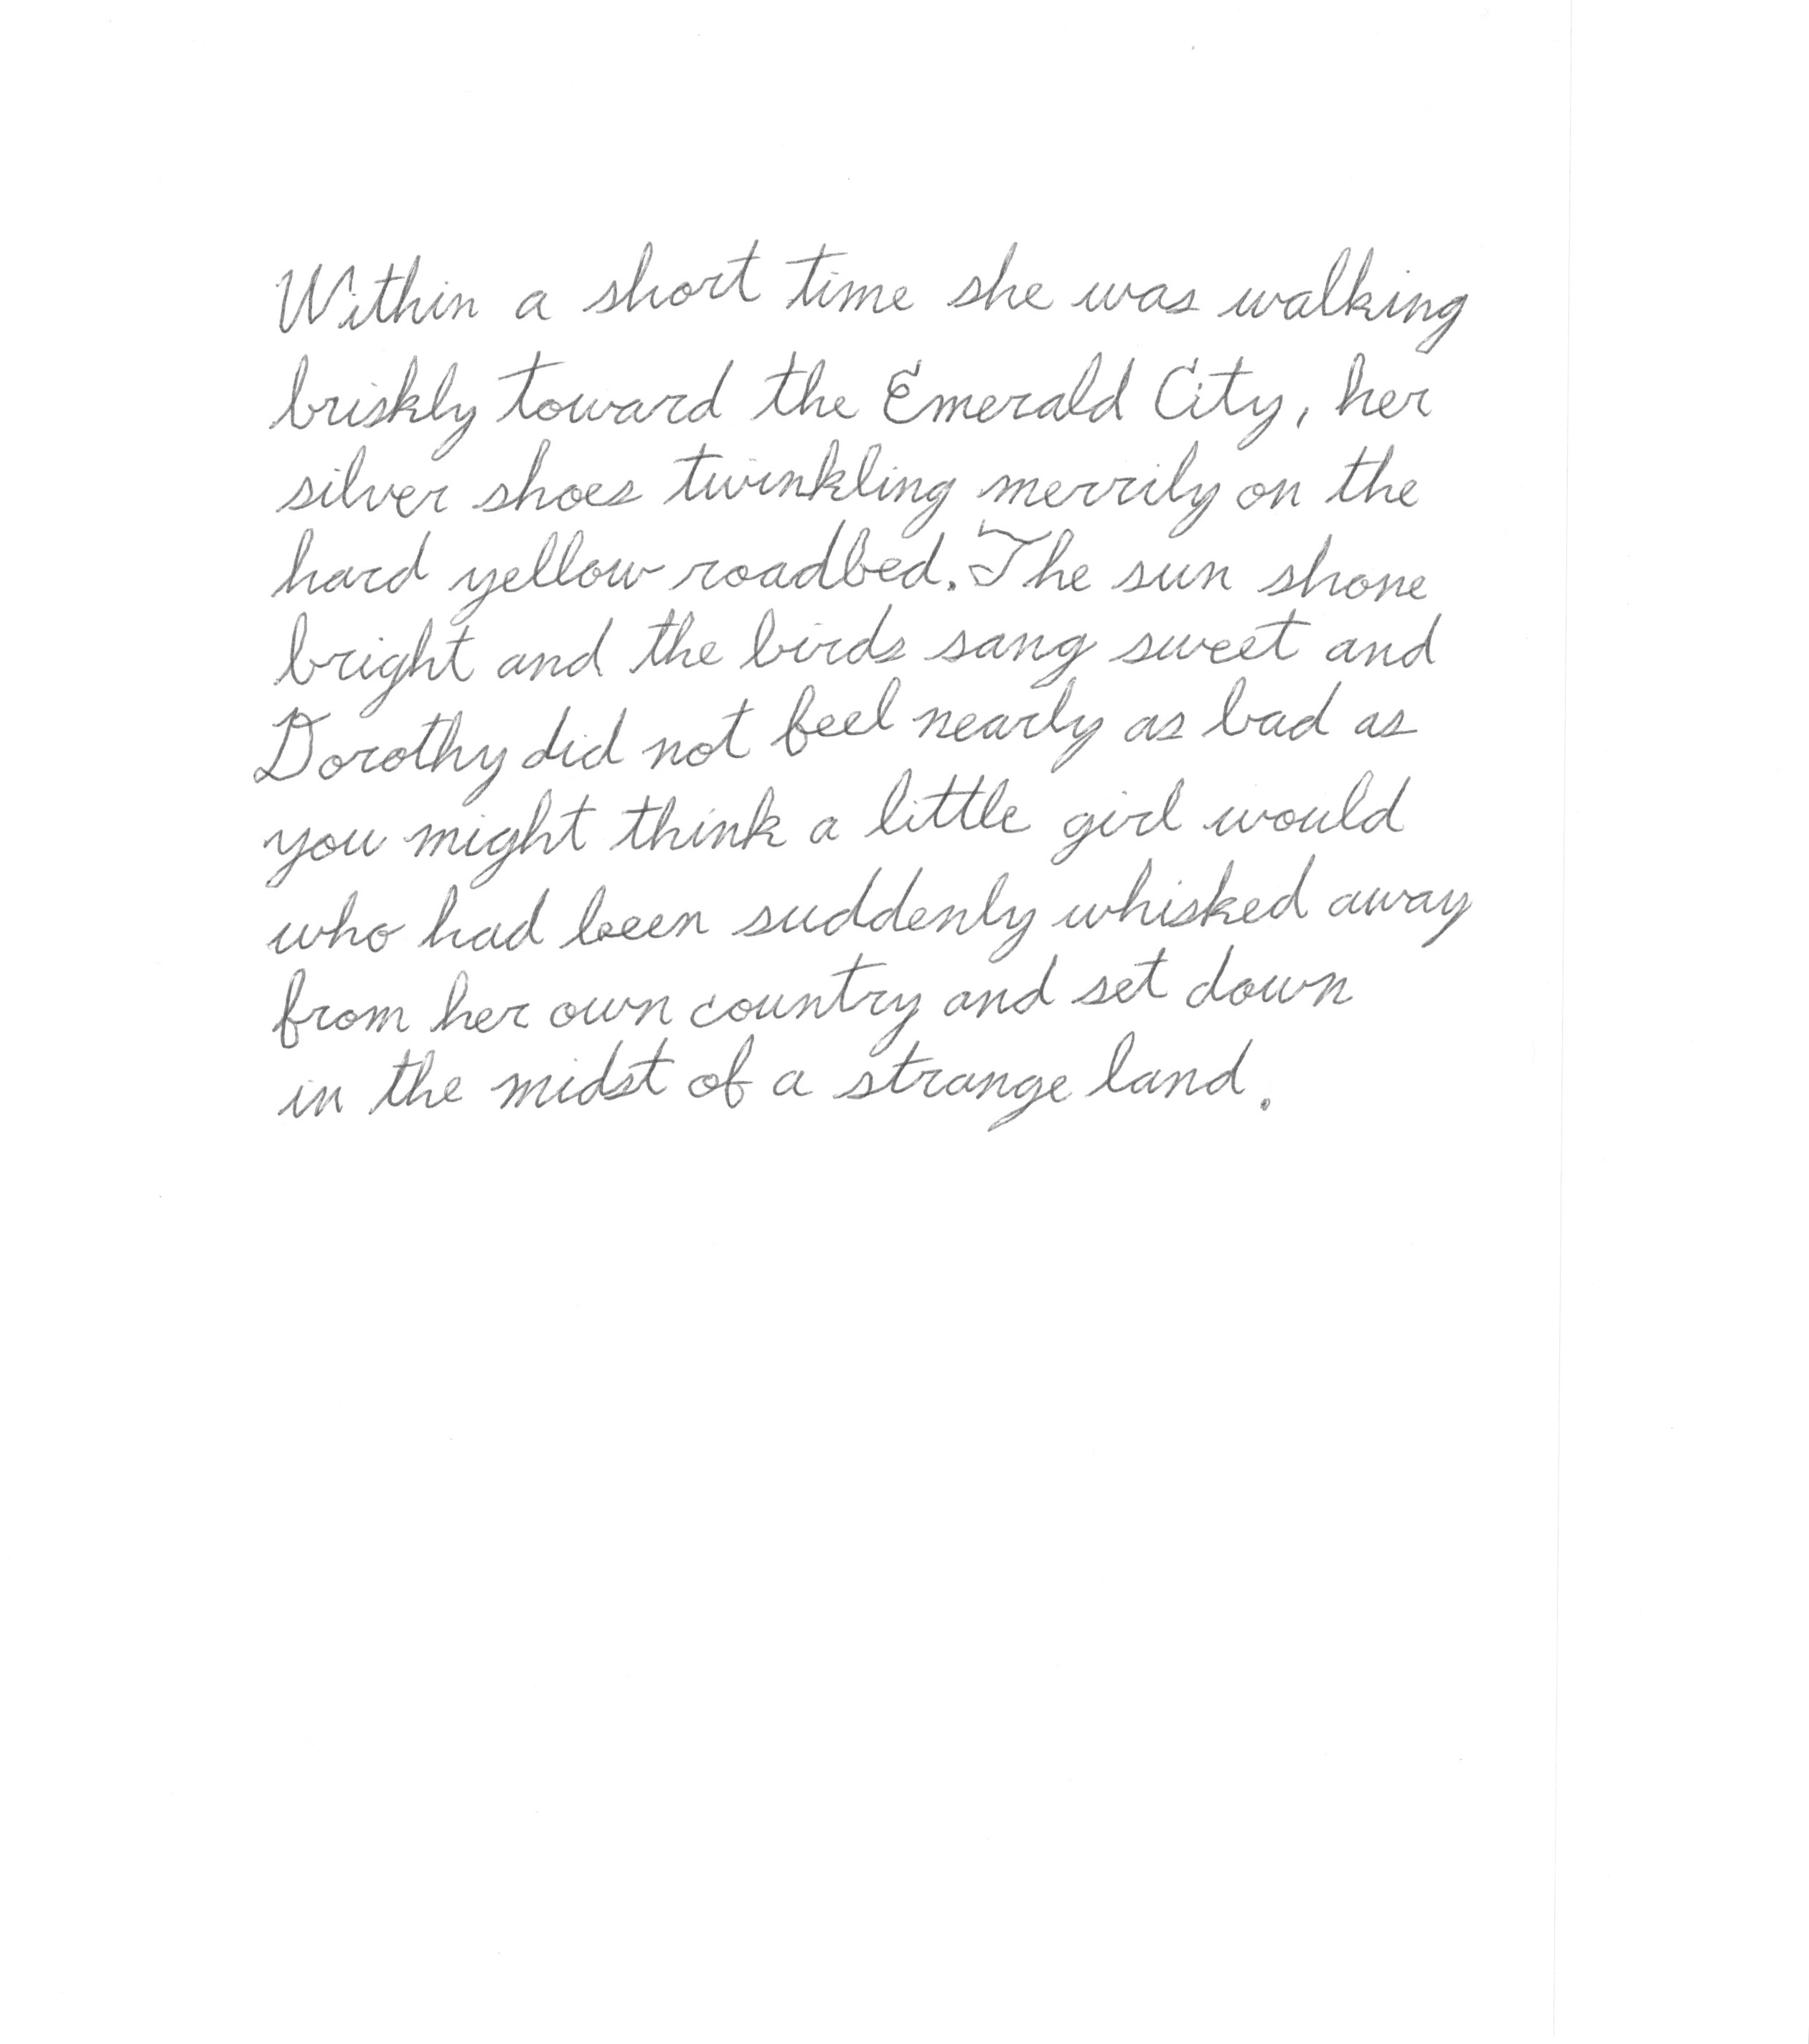 Within a short time she was walking
briskly toward the Emerald City, her
silver shoes twinkling merrily on the
hard yellow roadbed. The sun shone
bright and the birds sang sweet and
Dorothy did not feel nearly as bad as
you might think a little girl would
who had been suddenly whisked away
from her own country and set down
in the midst of a strange land.